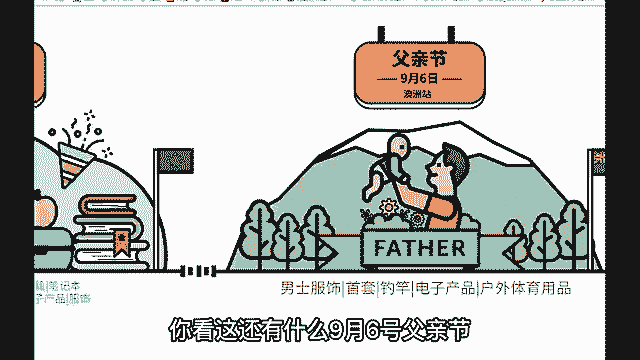 父亲节
9月6日
澳洲站
FATHER
笔记本
子产品|服饰
男士服饰|首套|钓竿|电子产品|户外体育用品
你看这还有什么9月6号父亲节